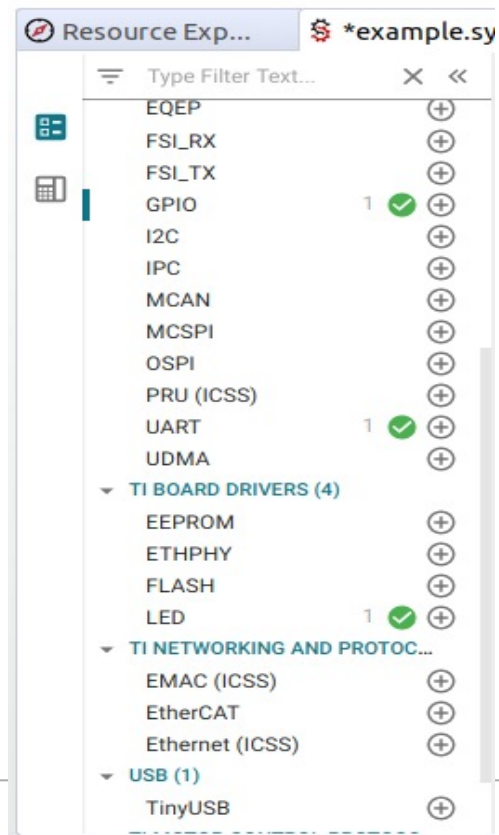 Resource Exp... *example.sy
Type Filter Text...
EQEP
FSI_RX
FSI_TX
GPIO 1
I2C
IPC
MCAN
MCSPI
OSPI
PRU (ICSS)
UART 1
UDMA
TI BOARD DRIVERS (4)
EEPROM
ETHPHY
FLASH
LED 1
TI NETWORKING AND PROTOC...
EMAC (ICSS)
EtherCAT
Ethernet (ICSS)
USB (1)
TinyUSB